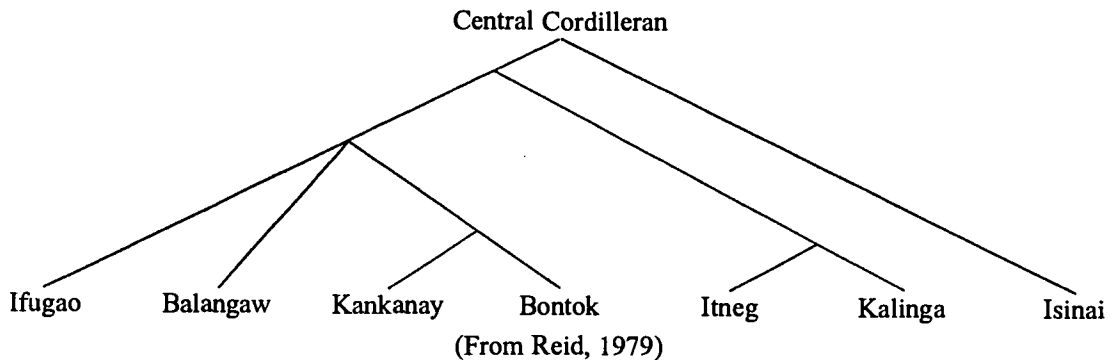 Central Cordilleran
Ifugao Balangaw Kankanay Bontok Itneg Kalinga Isinai
(From Reid, 1979)